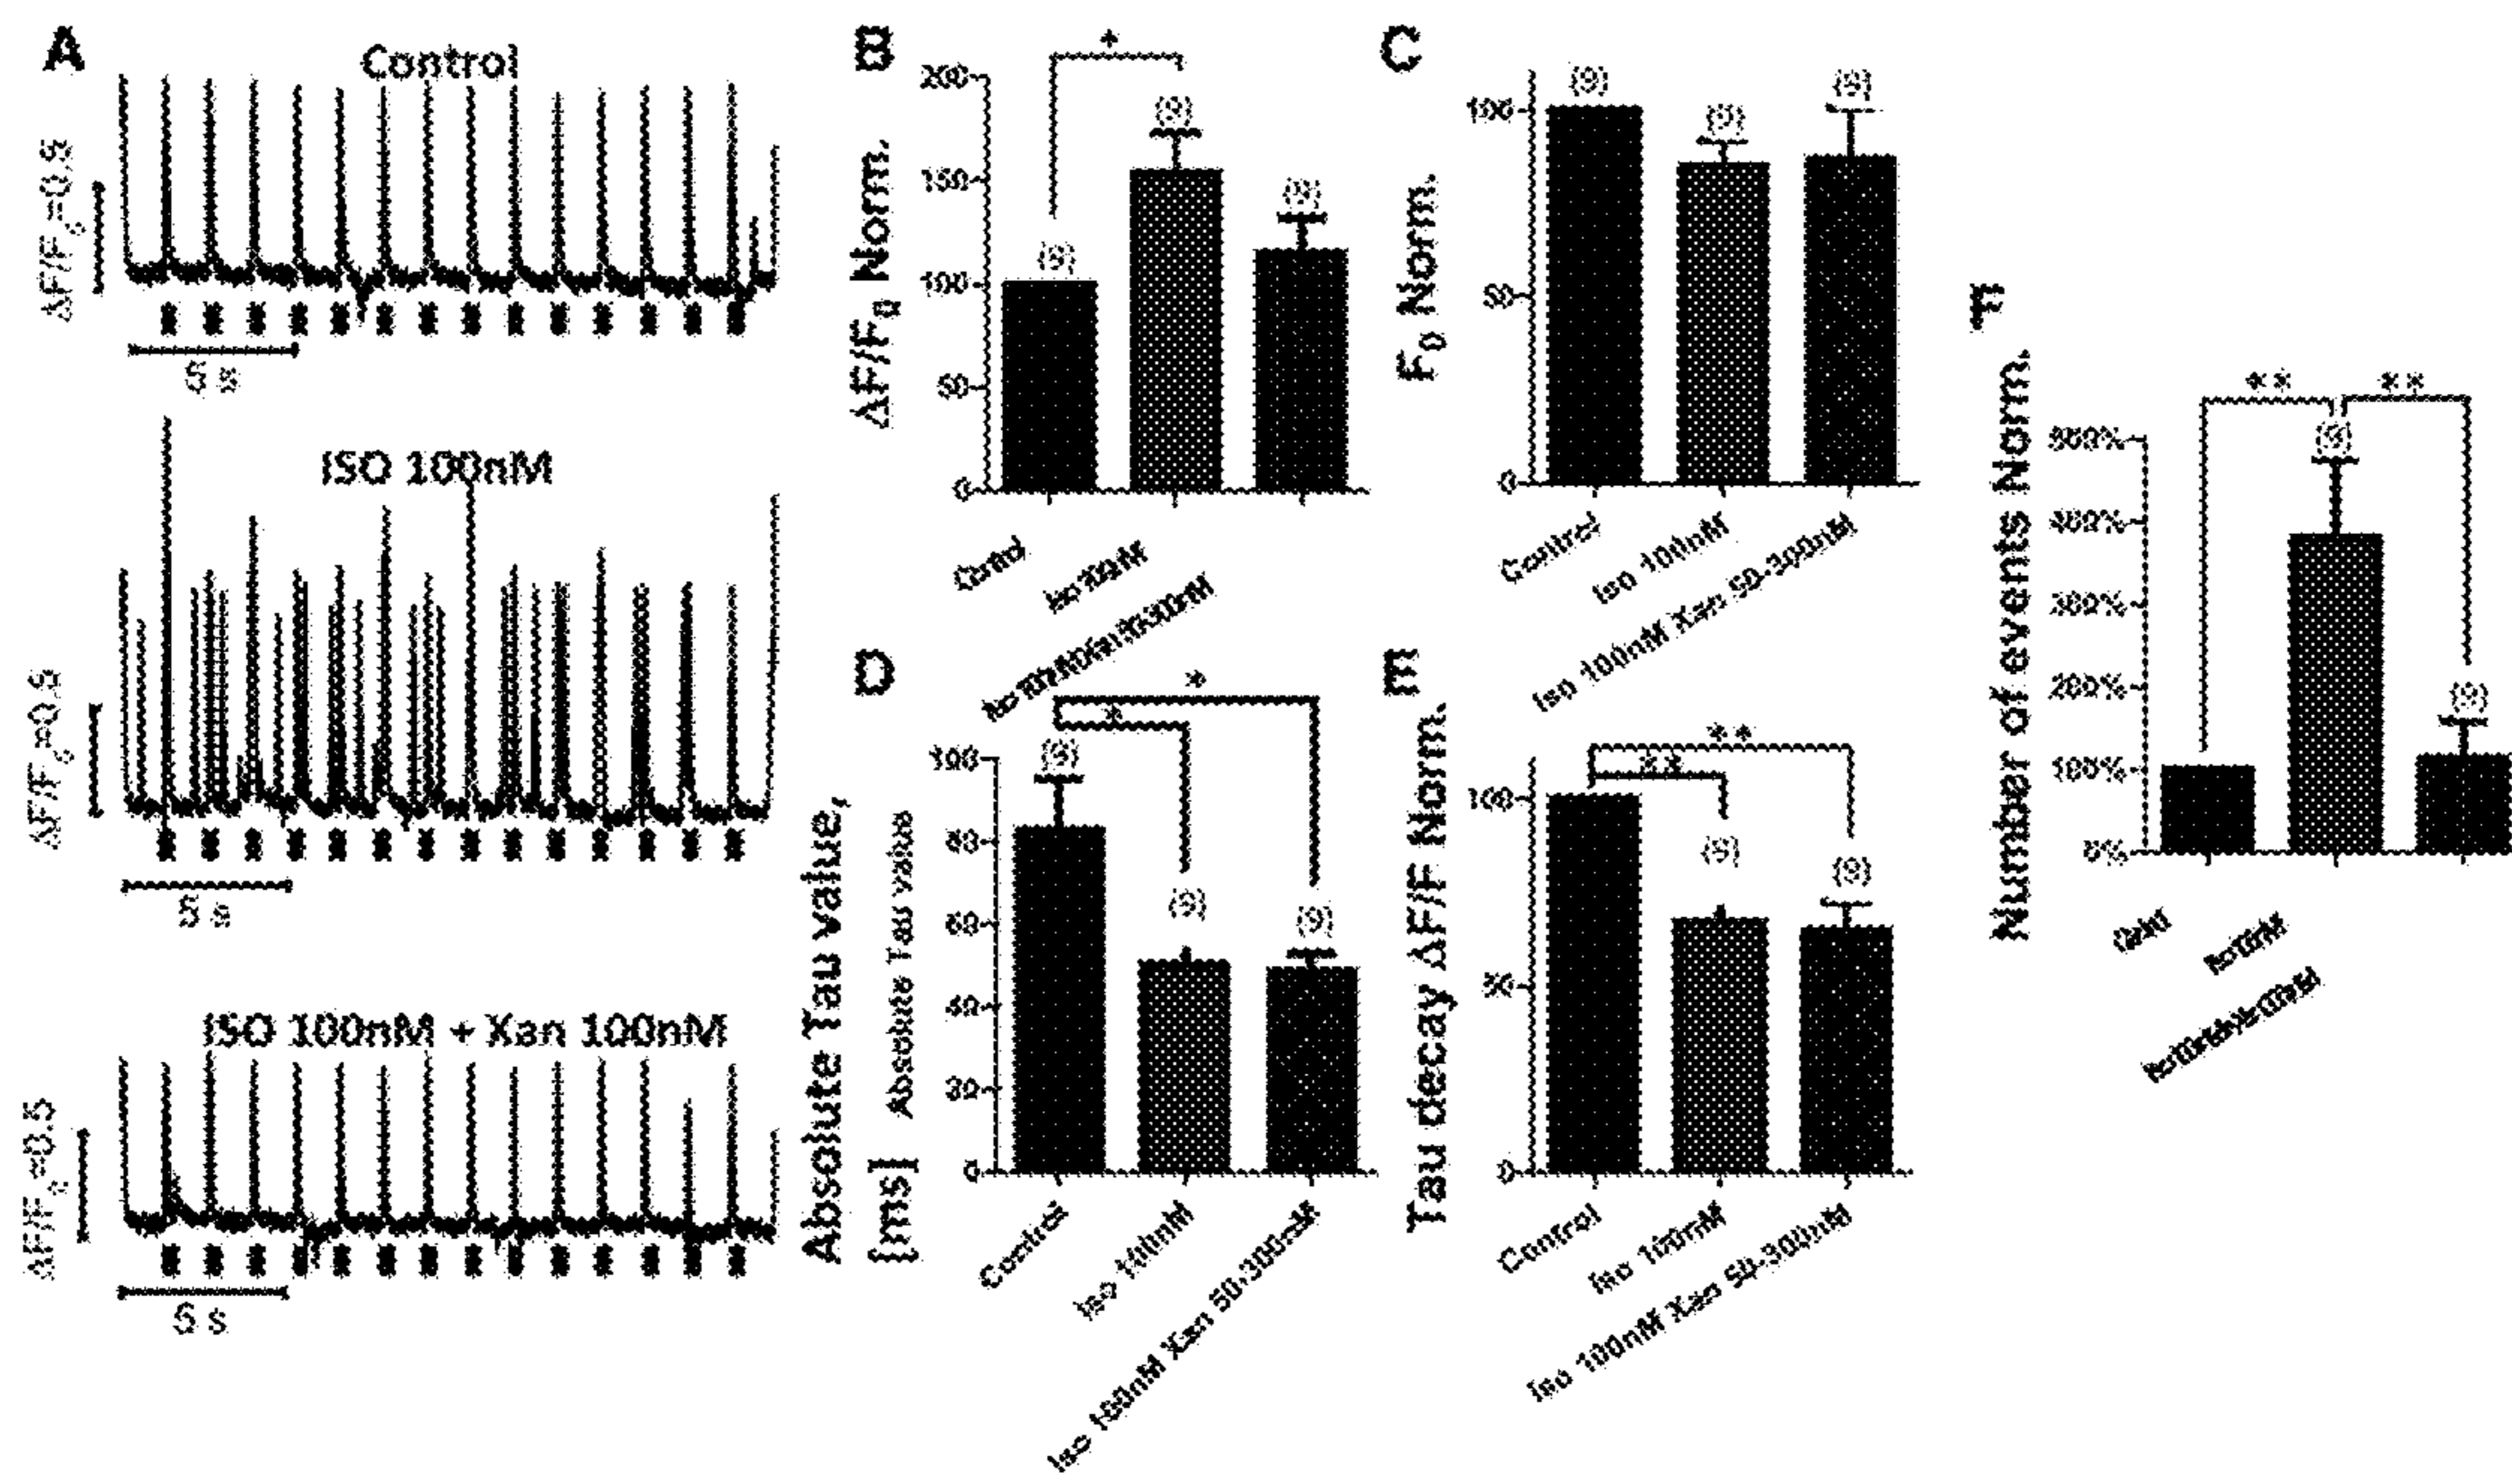 A
Control
ΔF/F0=0.5
5 s
ISO 100nM
ΔF/F0=0.5
5 s
ISO 100nM + Xan 100nM
ΔF/F0=0.5
5 s
B
*
ΔF/F0 Norm.
200
150
100
50
0
(9)
(9)
(9)
Control
C
F0 Norm.
100
50
0
(9)
(9)
(9)
Control
Iso 100nM
Iso 100nM Xan 50-300nM
D
*
*
Absolute Tau value,
[ms]
Absolute Tau value
100
80
60
40
20
0
(9)
(9)
(9)
Control
Iso 100nM
Iso 100nM Xan 50-300nM
E
**
**
Tau decay ΔF/F Norm.
100
50
0
(9)
(9)
(9)
Control
Iso 100nM
Iso 100nM Xan 50-300nM
F
**
**
Number of events Norm.
500%
400%
300%
200%
100%
0%
(9)
(9)
(9)